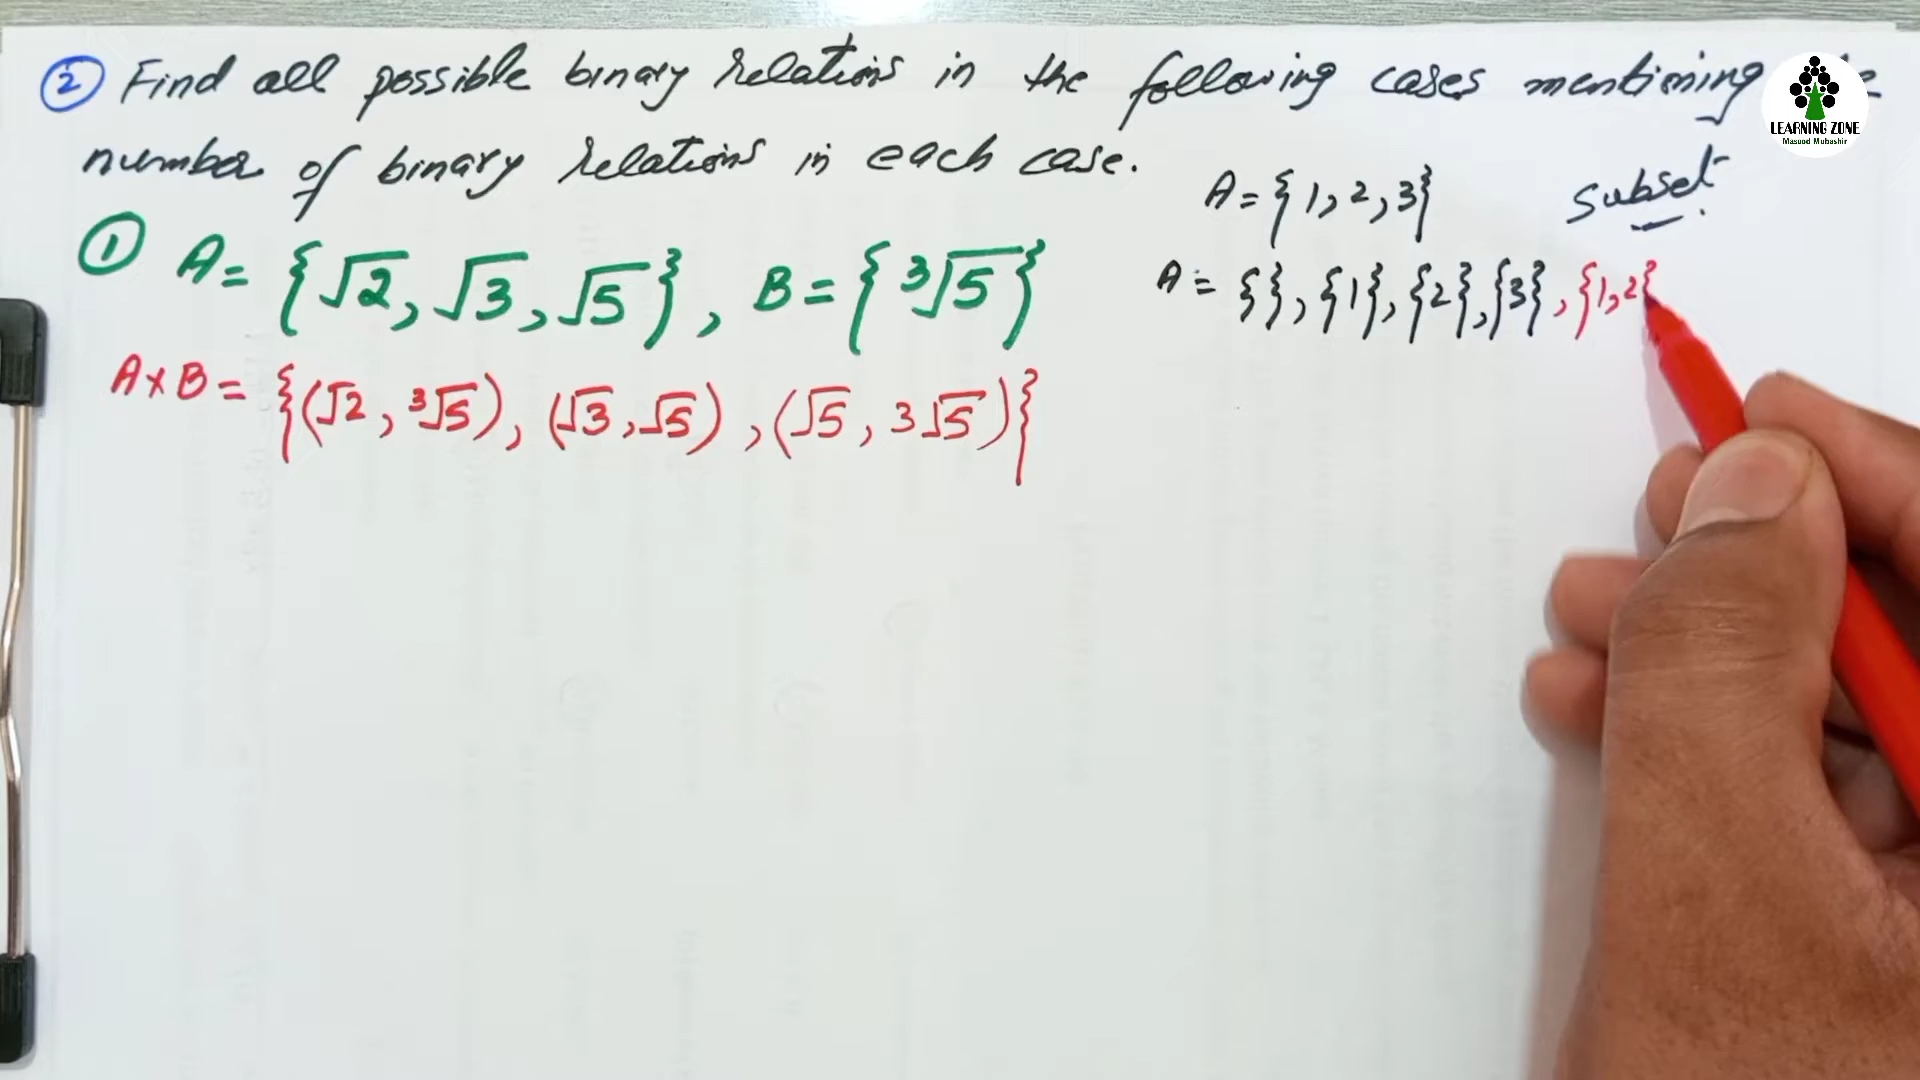 ② Find all possible binary relations in the following cases mentioning
number of binary relations in each case.
A = {1, 2, 3} subset
① A = {√2, √3, √5}, B = {³√5}
A = {}, {1}, {2}, {3}, {1,2}
A × B = {(√2, ³√5), (√3, √5), (√5, 3√5)}
LEARNING ZONE
Masood Mubashir